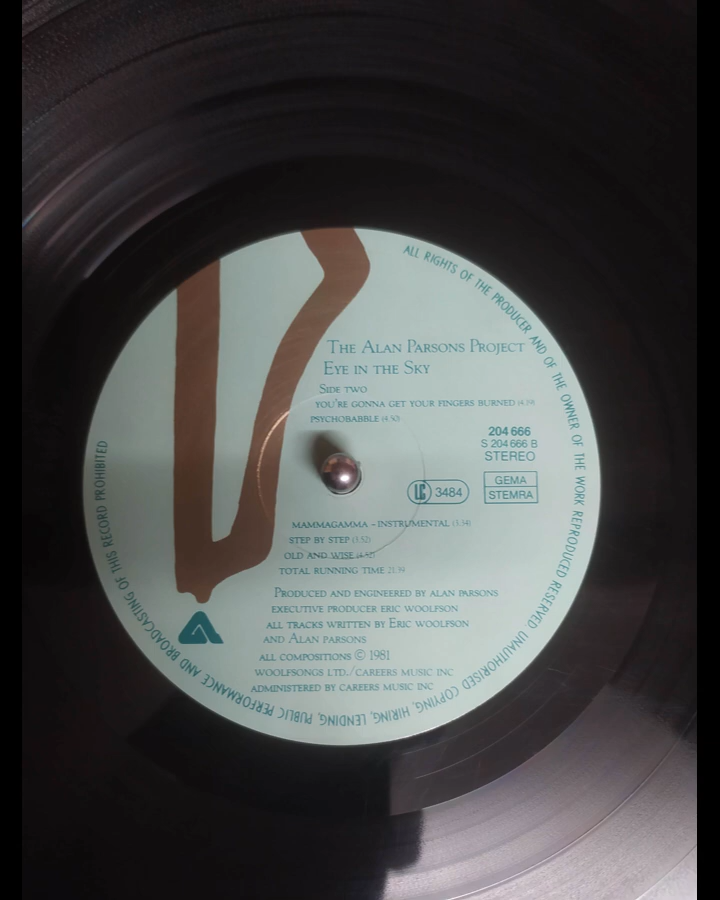 ALL RIGHTS OF THE PRODUCER AND OF THE OWNER OF THE WORK REPRODUCED RESERVED UNAUTHORISED COPYING, HIRING, LENDING, PUBLIC PERFORMANCE AND BROADCASTING OF THIS RECORD PROHIBITED
The Alan Parsons Project
Eye in the Sky
Side two
You're gonna get your fingers burned (4.19)
Psychobabble (4.50)
204 666
S 204 666 B
STEREO
LC 3484
GEMA
STEMRA
Mammagamma – Instrumental (3.34)
Step by Step (3.52)
Old and Wise (4.52)
Total running time 21.39
Produced and engineered by Alan Parsons
Executive producer Eric Woolfson
All tracks written by Eric Woolfson
and Alan Parsons
All compositions © 1981
Woolfsongs Ltd./Careers Music Inc
Administered by Careers Music Inc